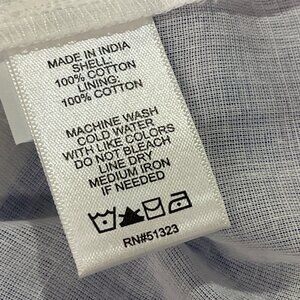 MADE IN INDIA
SHELL:
100% COTTON
LINING:
100% COTTON
MACHINE WASH
COLD WATER
WITH LIKE COLORS
DO NOT BLEACH
LINE DRY
MEDIUM IRON
IF NEEDED
RN#51323